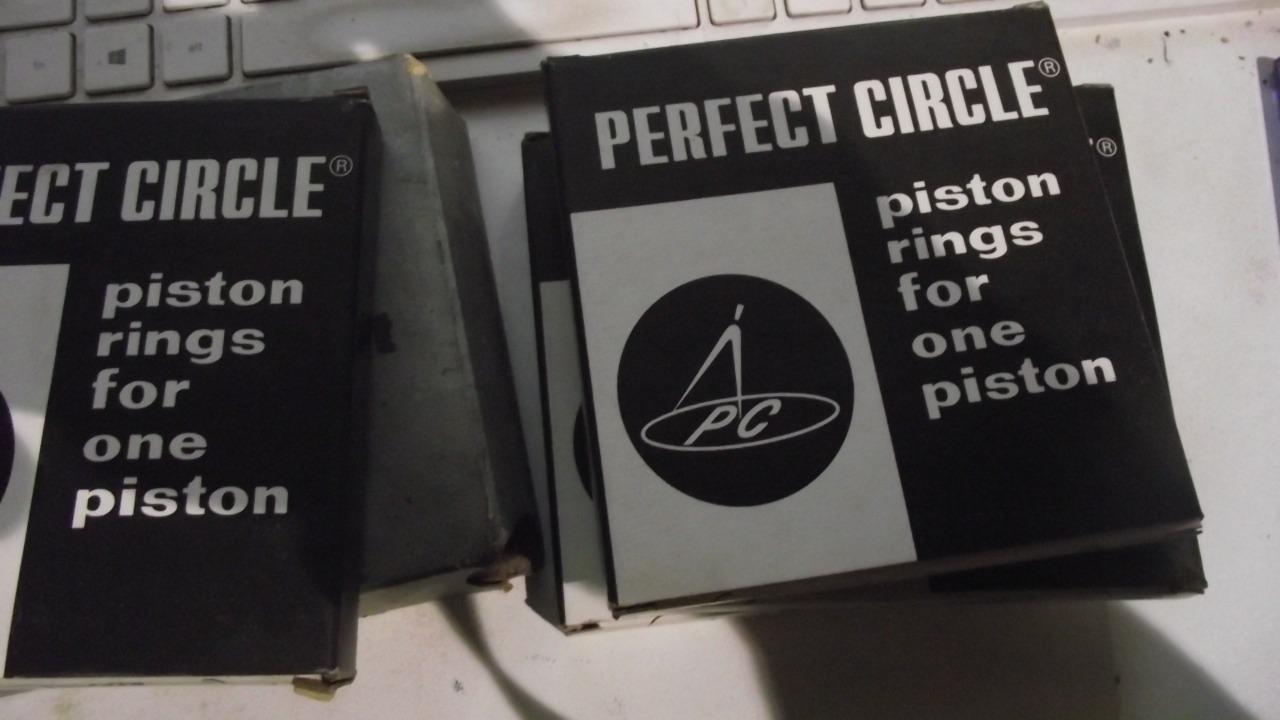 ECT CIRCLE®
piston
rings
for
one
piston
PERFECT CIRCLE®
piston
rings
for
one
piston
PC
®